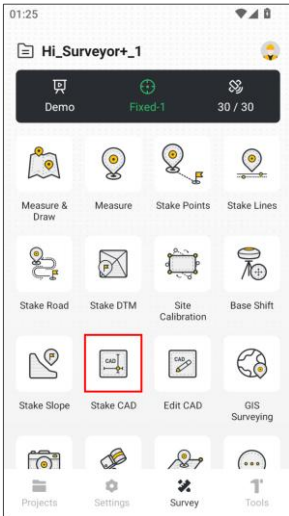 01:25
Hi_Surveyor+_1
Demo Fixed-1 30 / 30
Measure & Draw Measure Stake Points Stake Lines
Stake Road Stake DTM Site Calibration Base Shift
CAD CAD
Stake Slope Stake CAD Edit CAD GIS Surveying
Projects Settings Survey Tools